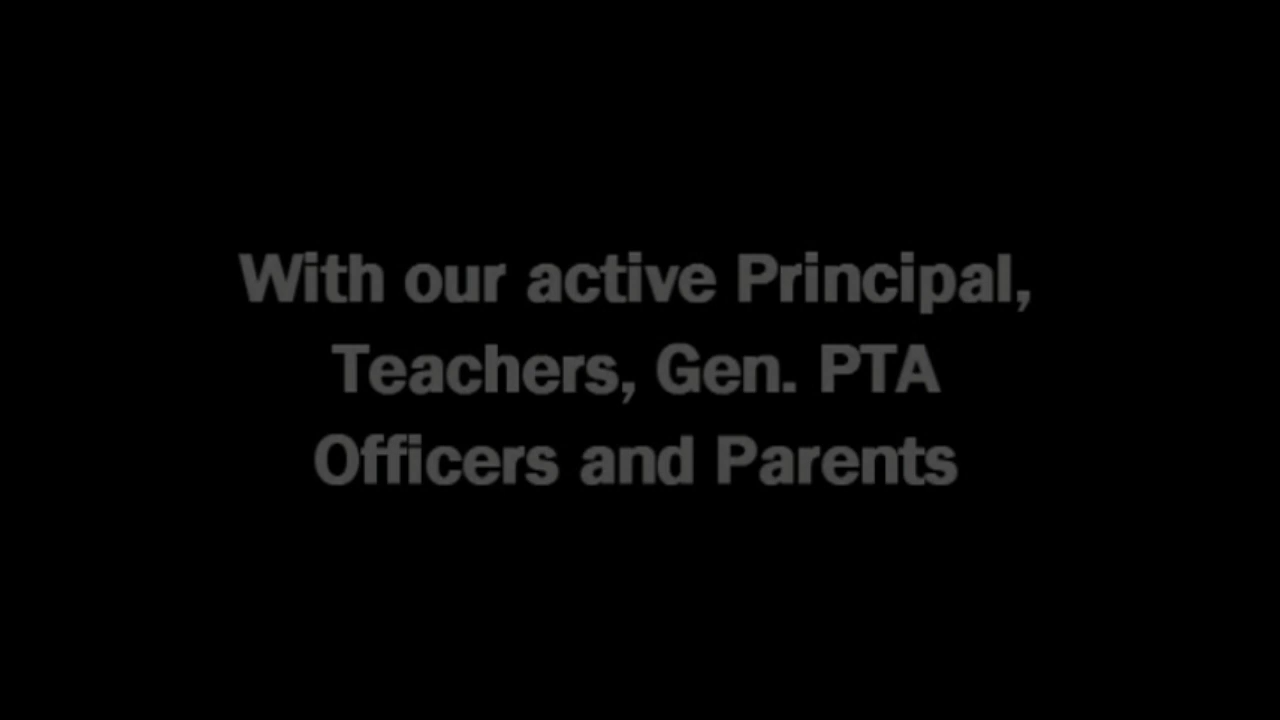 With our active Principal,
Teachers, Gen. PTA
Officers and Parents